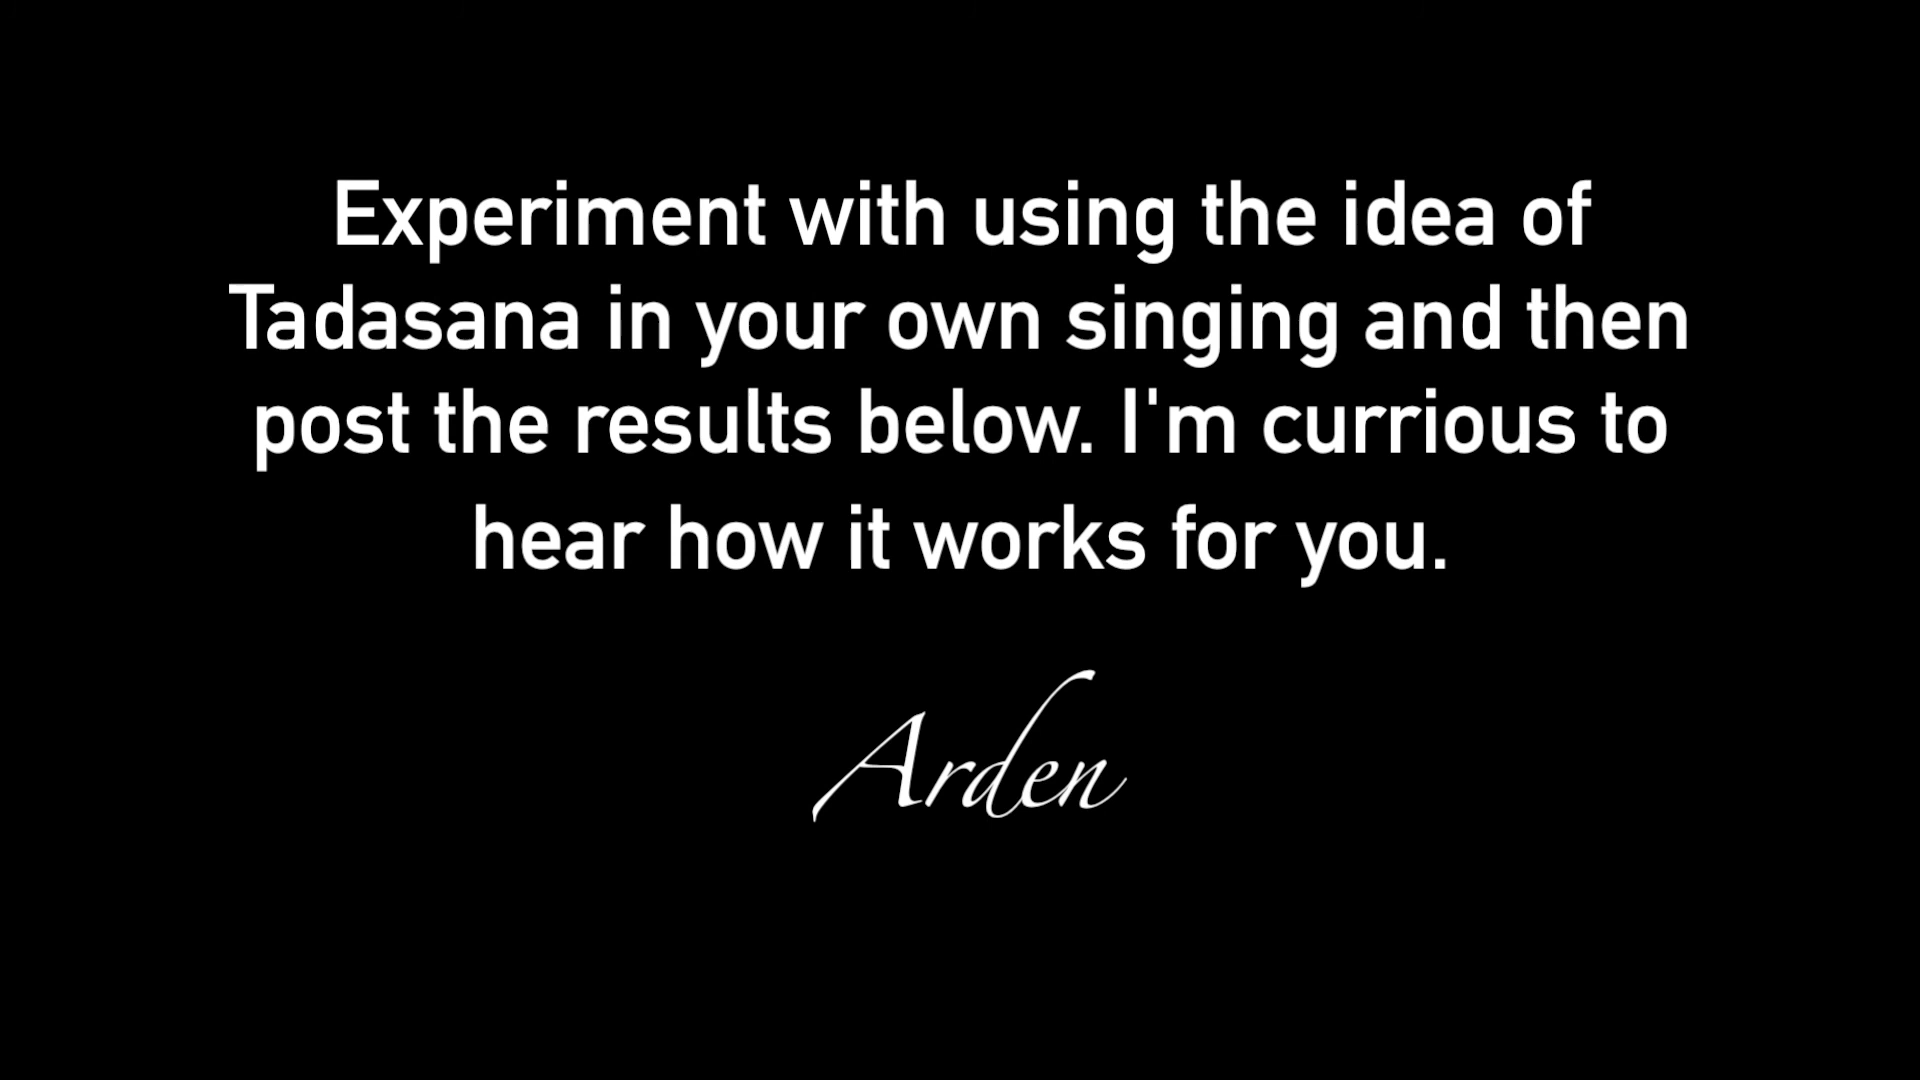 Experiment with using the idea of
Tadasana in your own singing and then
post the results below. I'm currious to
hear how it works for you.
Arden